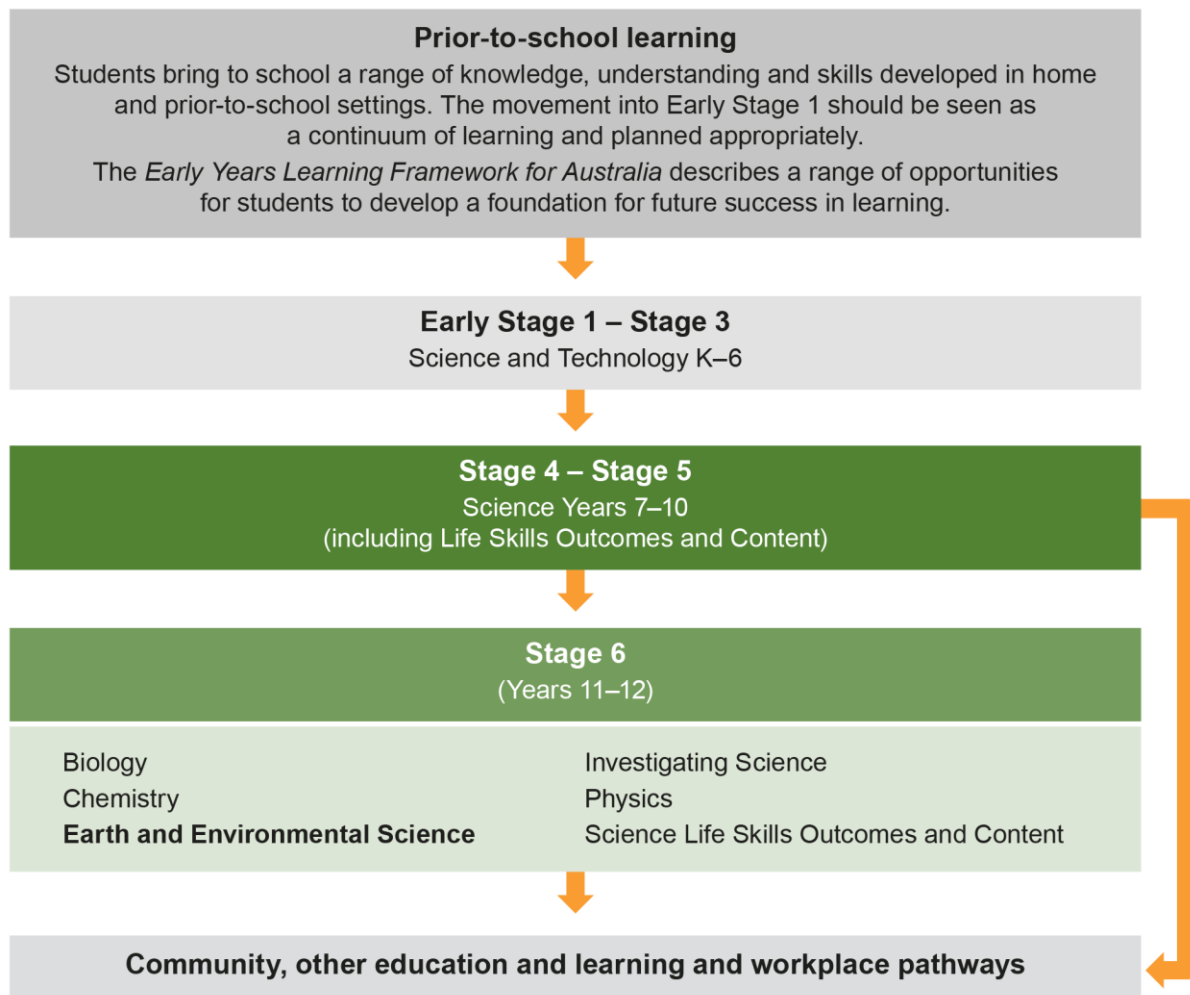 Prior-to-school learning
Students bring to school a range of knowledge, understanding and skills developed in home
and prior-to-school settings. The movement into Early Stage 1 should be seen as
a continuum of learning and planned appropriately.
The Early Years Learning Framework for Australia describes a range of opportunities
for students to develop a foundation for future success in learning.
Early Stage 1 – Stage 3
Science and Technology K–6
Stage 4 – Stage 5
Science Years 7–10
(including Life Skills Outcomes and Content)
Stage 6
(Years 11–12)
Biology
Chemistry
Earth and Environmental Science
Investigating Science
Physics
Science Life Skills Outcomes and Content
Community, other education and learning and workplace pathways